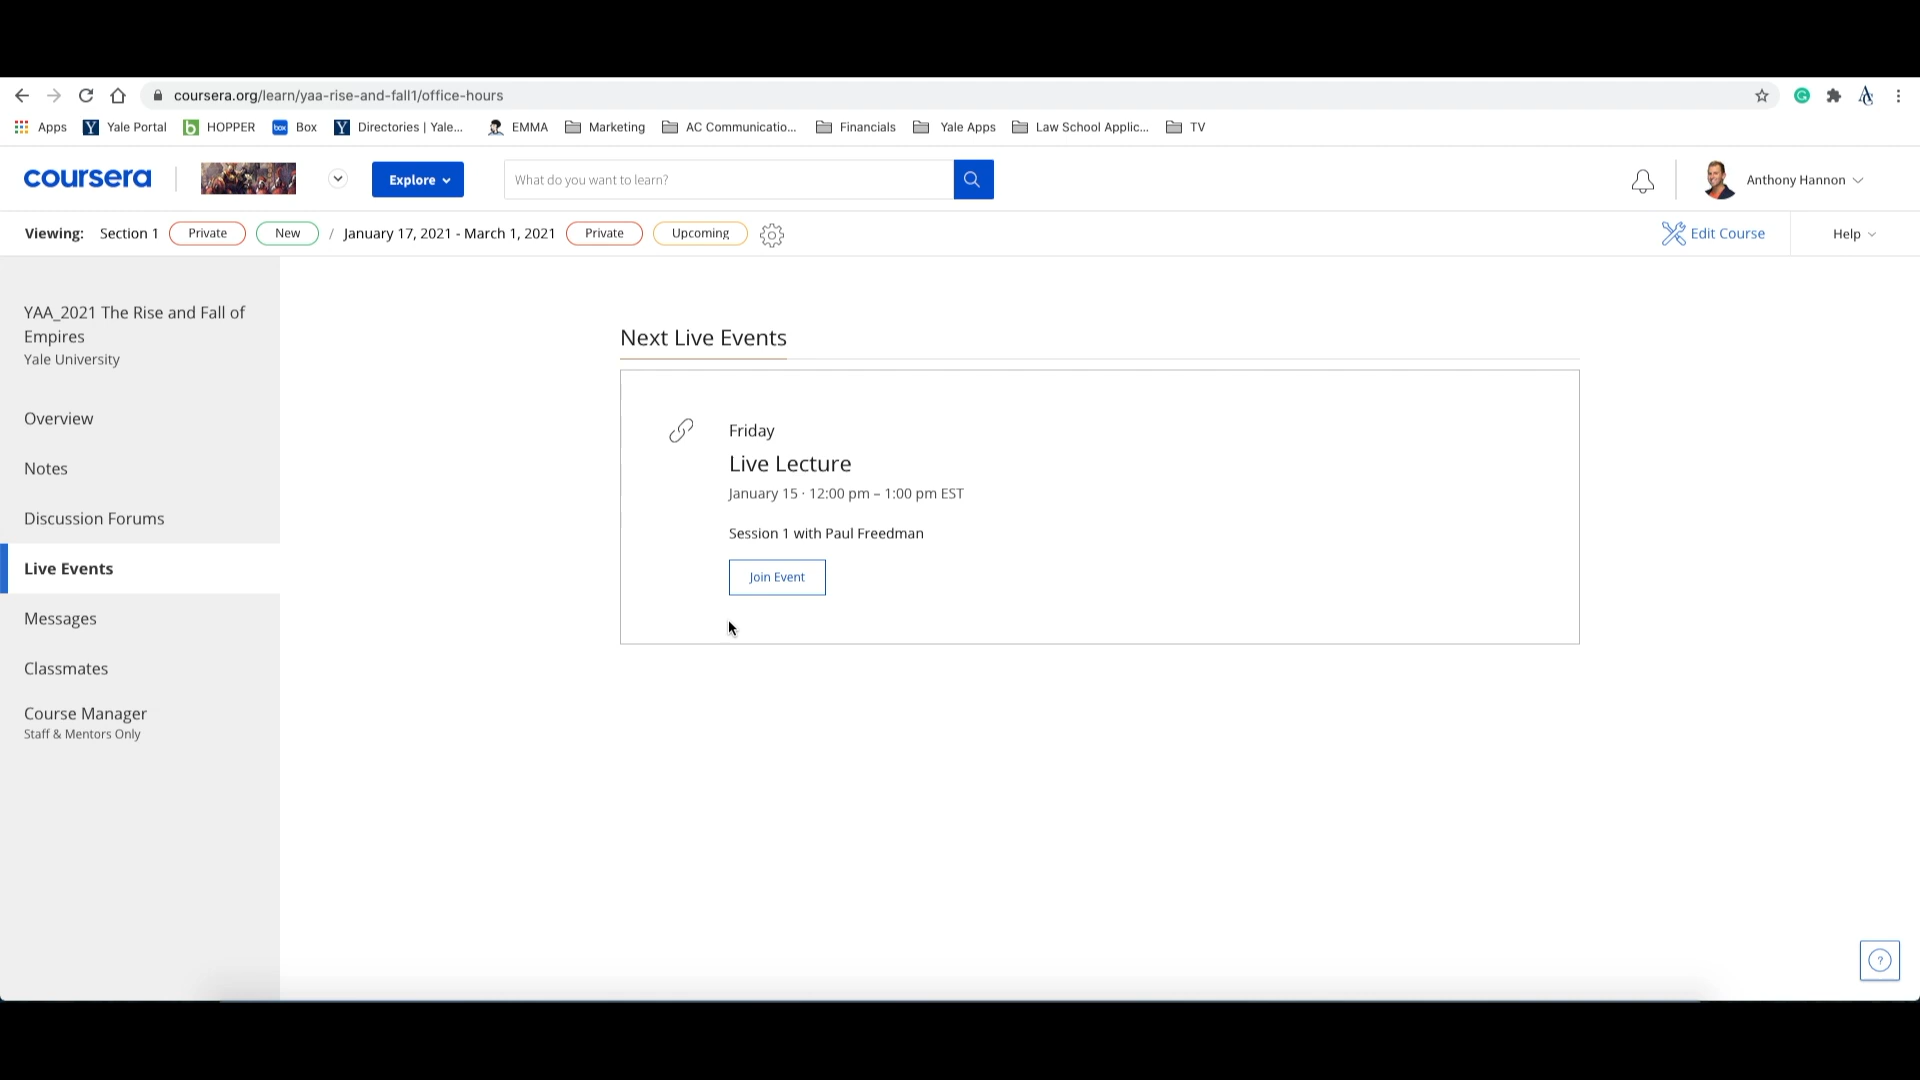 coursera.org/learn/yaa-rise-and-fall1/office-hours
Apps Yale Portal HOPPER box Box Directories | Yale... EMMA Marketing AC Communicatio... Financials Yale Apps Law School Applic... TV
coursera Explore What do you want to learn? Anthony Hannon
Viewing: Section 1 Private New / January 17, 2021 - March 1, 2021 Private Upcoming Edit Course Help
YAA_2021 The Rise and Fall of
Empires
Yale University
Overview
Notes
Discussion Forums
Live Events
Messages
Classmates
Course Manager
Staff & Mentors Only
Next Live Events
Friday
Live Lecture
January 15 · 12:00 pm – 1:00 pm EST
Session 1 with Paul Freedman
Join Event
?